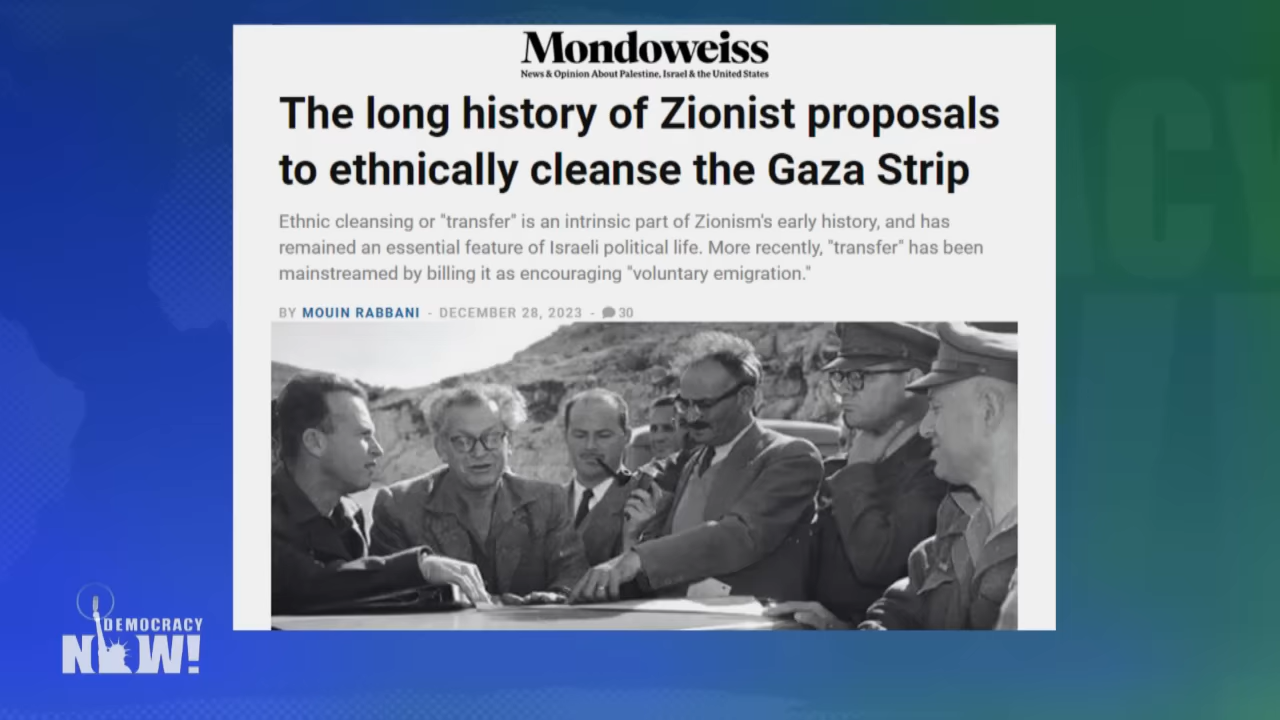 Mondoweiss
News & Opinion About Palestine, Israel & the United States
The long history of Zionist proposals
to ethnically cleanse the Gaza Strip
Ethnic cleansing or "transfer" is an intrinsic part of Zionism's early history, and has
remained an essential feature of Israeli political life. More recently, "transfer" has been
mainstreamed by billing it as encouraging "voluntary emigration."
BY MOUIN RABBANI - DECEMBER 28, 2023 - 30
DEMOCRACY
NOW!